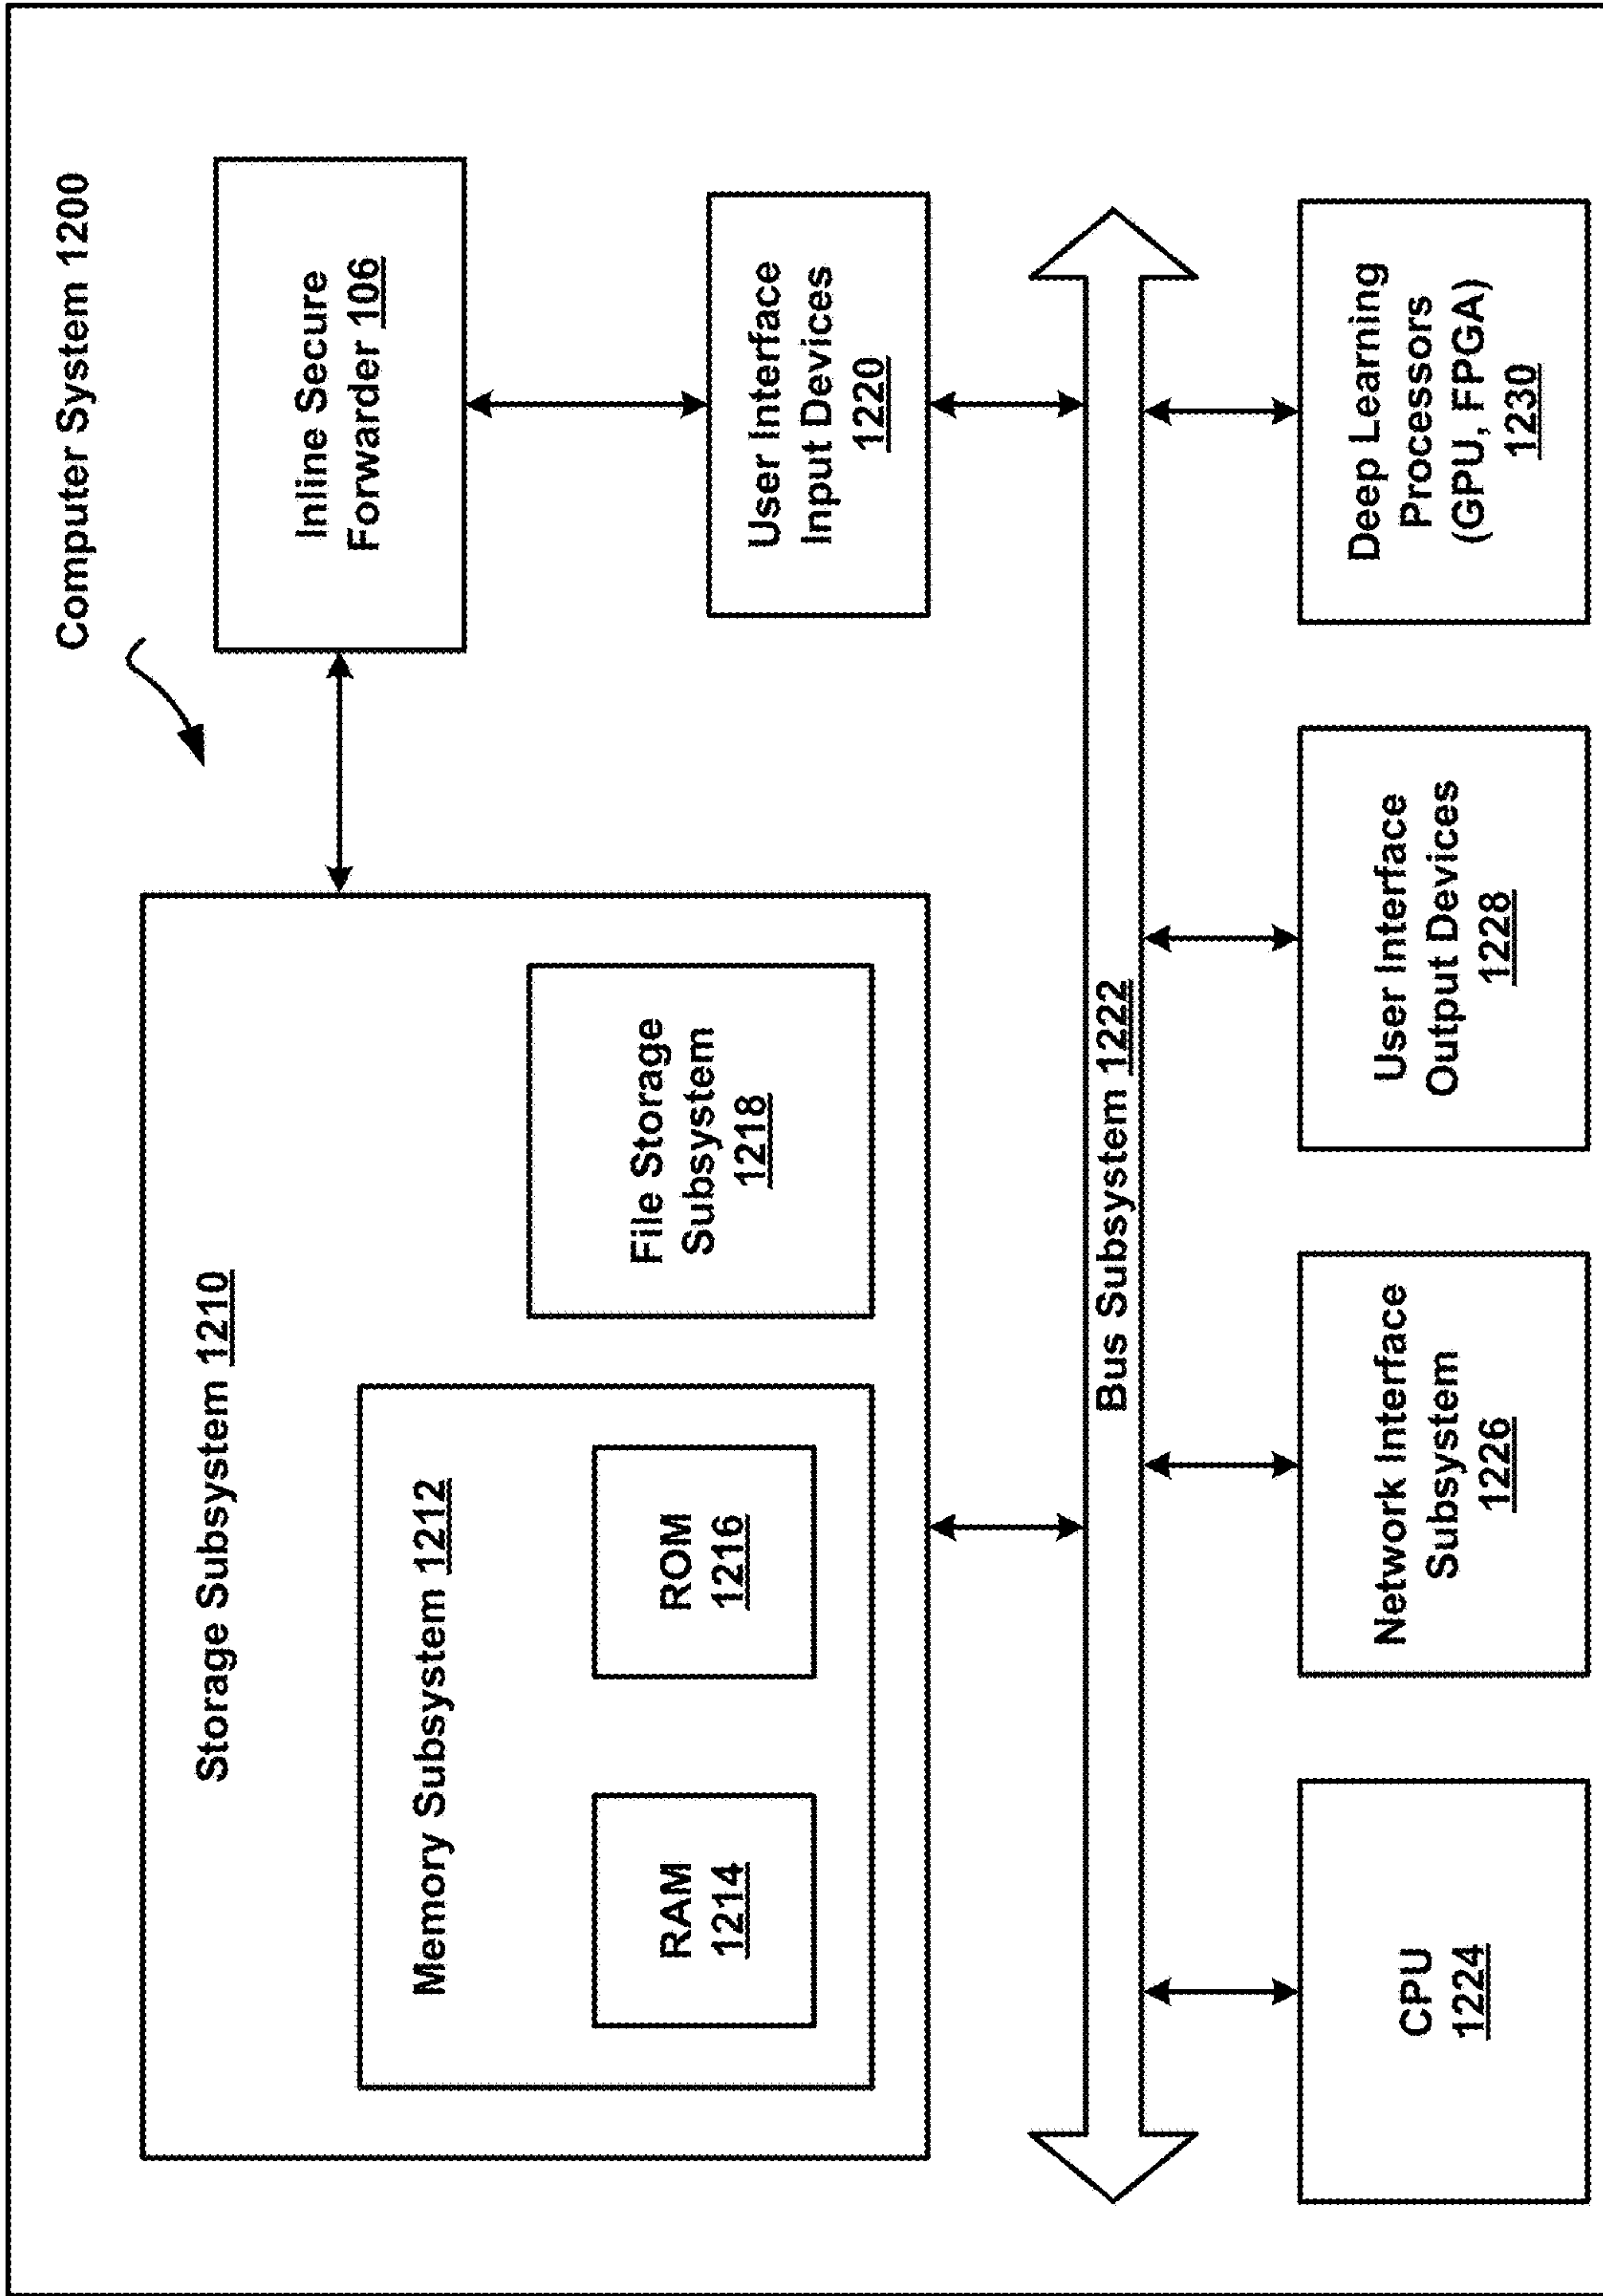 Computer System 1200
Storage Subsystem 1210
Memory Subsystem 1212
RAM
1214
ROM
1216
File Storage
Subsystem
1218
Inline Secure
Forwarder 106
User Interface
Input Devices
1220
Bus Subsystem 1222
CPU
1224
Network Interface
Subsystem
1226
User Interface
Output Devices
1228
Deep Learning
Processors
(GPU, FPGA)
1230